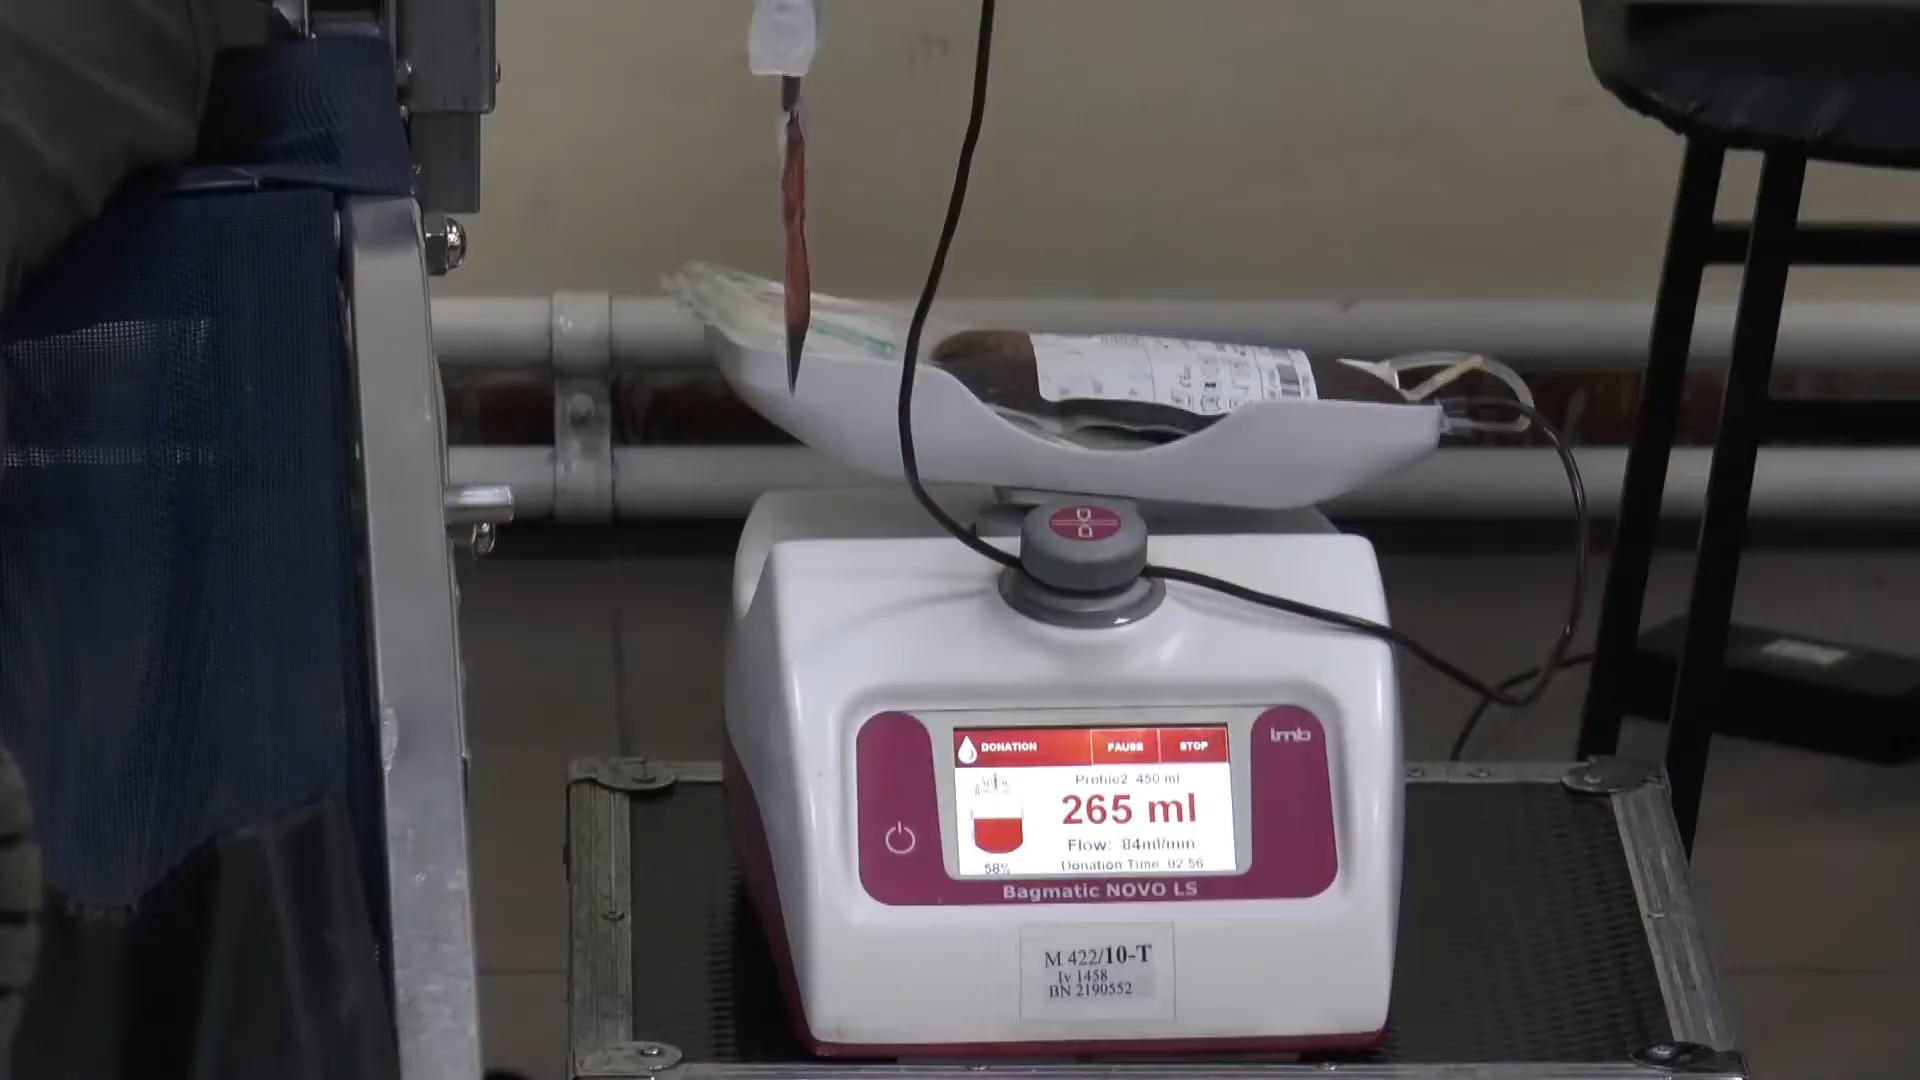 DONATION
PAUSE
STOP
Profile2 450 ml
265 ml
Flow: 84ml/min
Donation Time 02:56
58%
lmb
Bagmatic NOVO LS
M 422/10-T
Iv 1458
BN 2190552